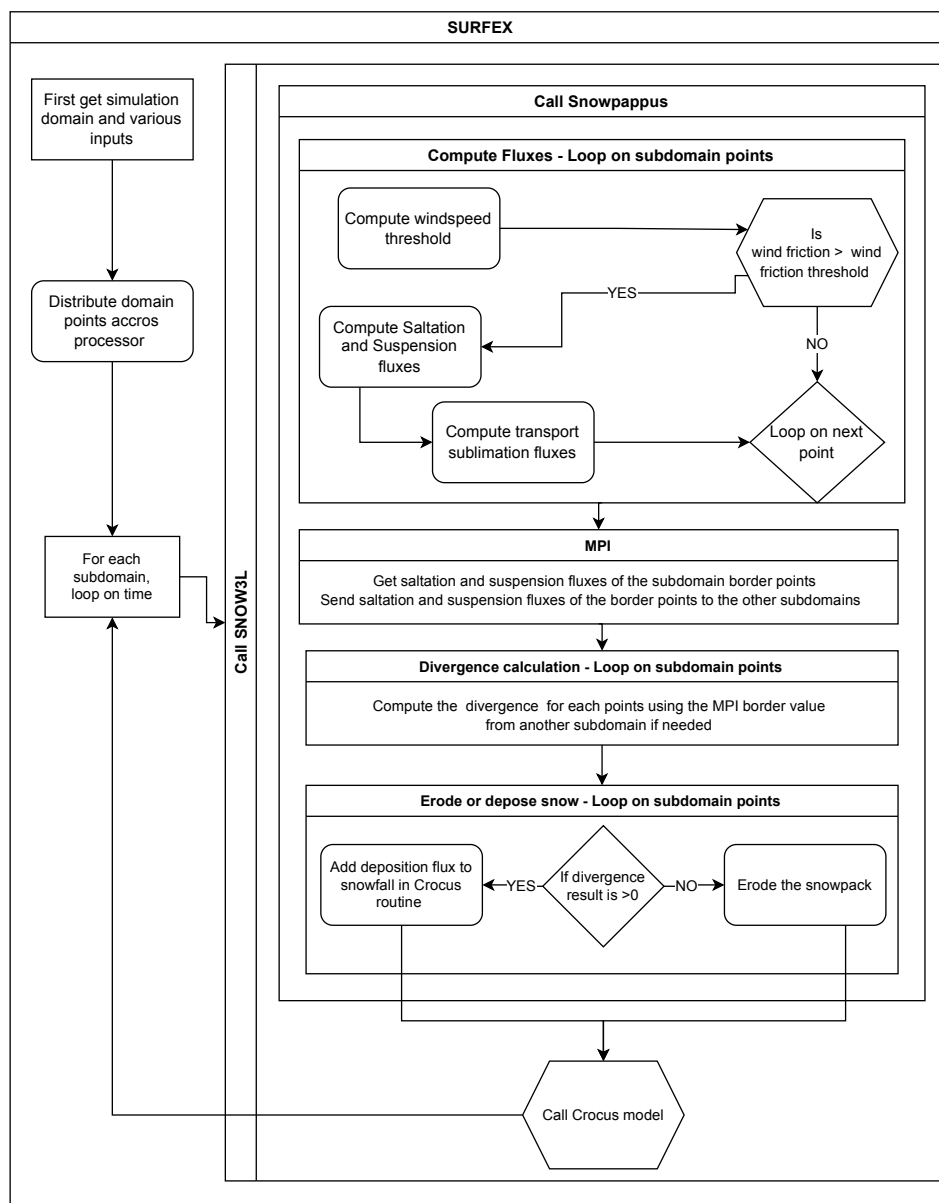 SURFEX
First get simulation
domain and various
inputs
Distribute domain
points accros
processor
For each
subdomain,
loop on time
Call SNOW3L
Call Snowpappus
Compute Fluxes - Loop on subdomain points
Compute windspeed
threshold
Is
wind friction > wind
friction threshold
YES
NO
Compute Saltation
and Suspension
fluxes
Compute transport
sublimation fluxes
Loop on next
point
MPI
Get saltation and suspension fluxes of the subdomain border points
Send saltation and suspension fluxes of the border points to the other subdomains
Divergence calculation - Loop on subdomain points
Compute the divergence for each points using the MPI border value
from another subdomain if needed
Erode or depose snow - Loop on subdomain points
Add deposition flux to
snowfall in Crocus
routine
YES
If divergence
result is >0
NO
Erode the snowpack
Call Crocus model